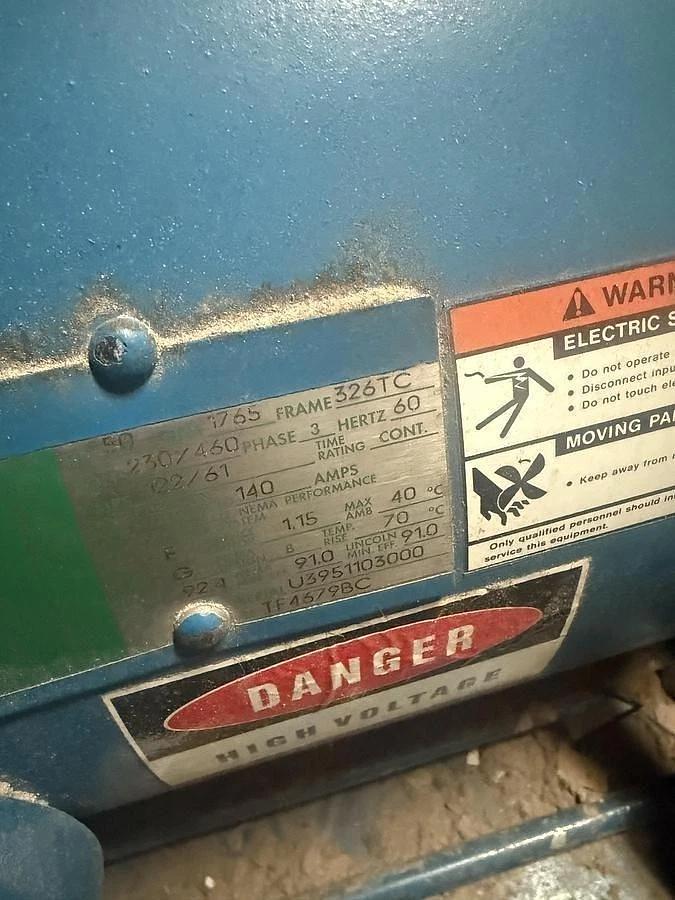 1765 FRAME 326TC
230/460 PHASE 3 HERTZ 60
122/61 TIME RATING CONT.
140 AMPS
NEMA PERFORMANCE
1.15 MAX AMB 40 °C
F B TEMP. RISE 70 °C
G 91.0 LINCOLN MIN. EFF. 91.0
92.4 U3951103000
WARN
ELECTRIC S
• Do not operate
• Disconnect inpu
• Do not touch ele
MOVING PA
• Keep away from
Only qualified personnel should in
service this equipment.
DANGER
HIGH VOLTAGE